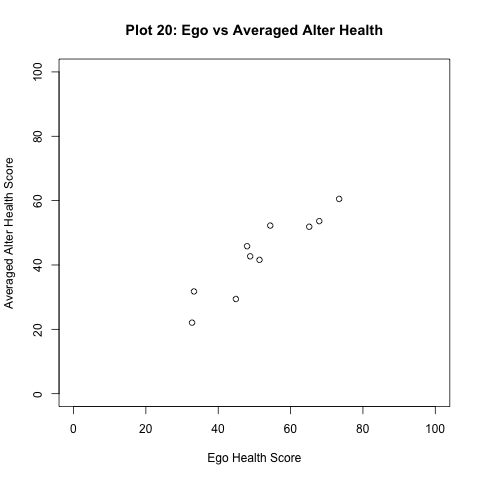 Plot 20: Ego vs Averaged Alter Health
Averaged Alter Health Score
100
80
60
40
20
0
0 20 40 60 80 100
Ego Health Score